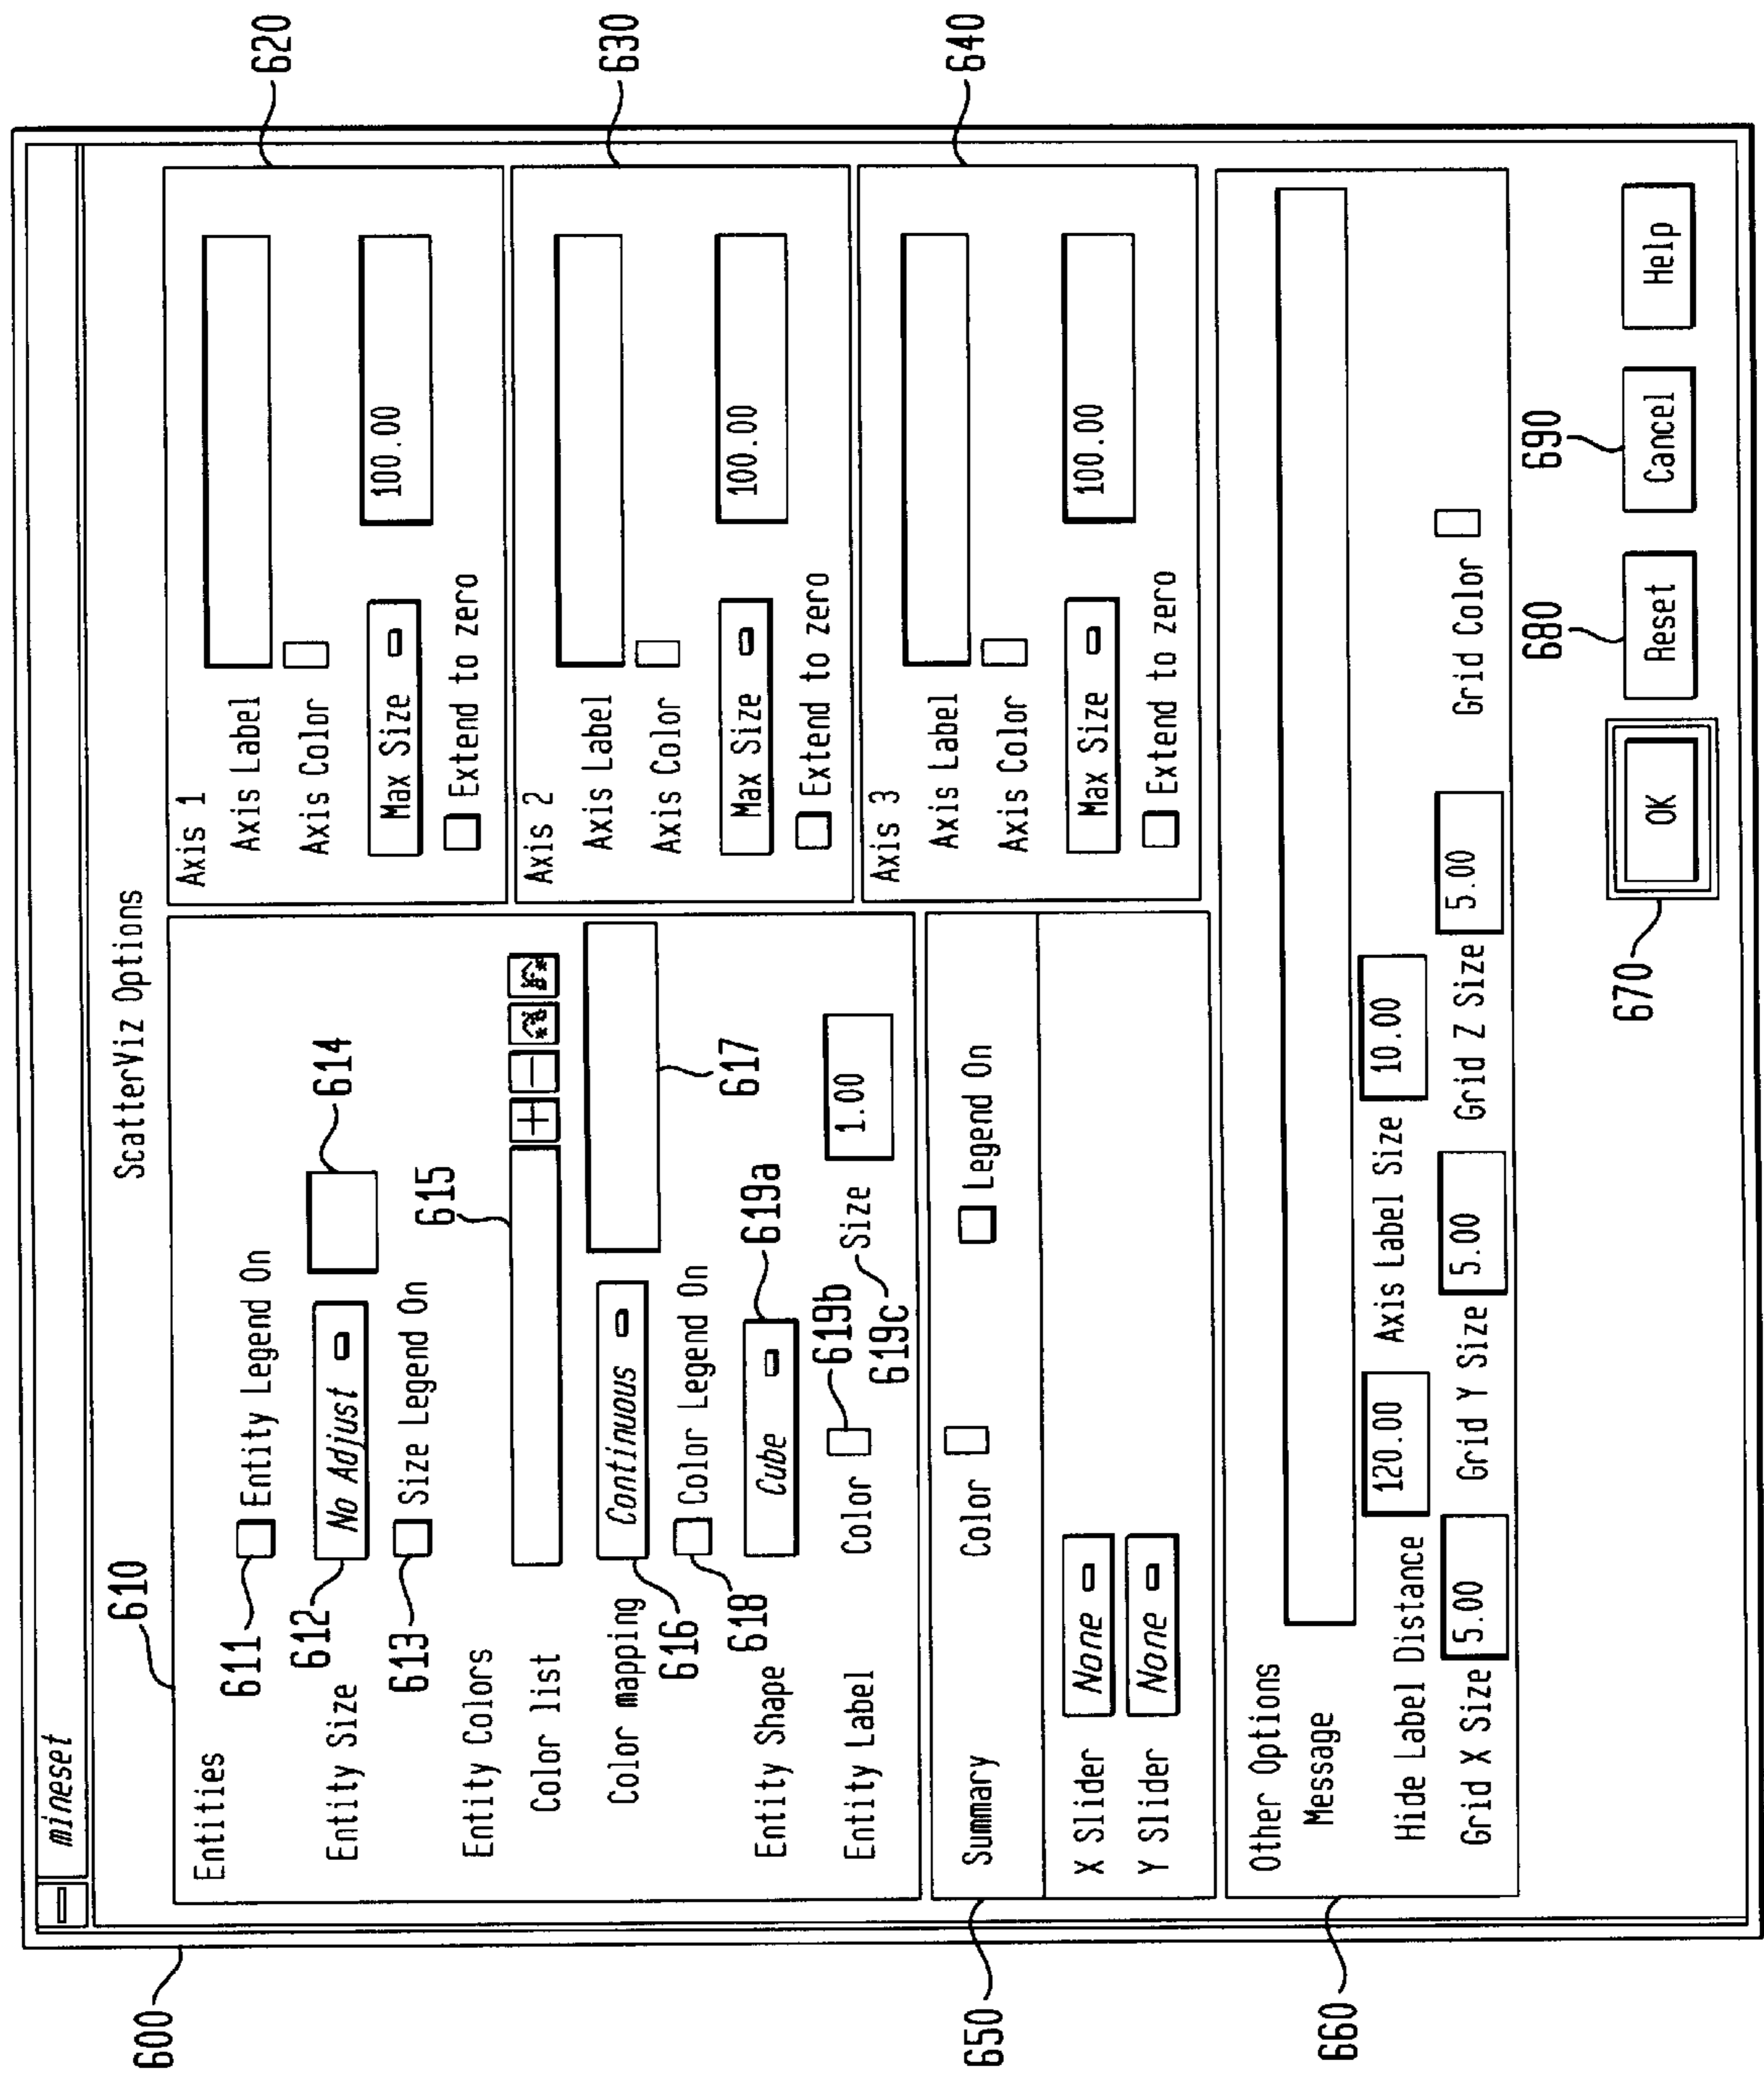 600
mineset
ScatterViz Options
610
Entities
611
Entity Legend On
612
Entity Size
No Adjust
614
613
Size Legend On
Entity Colors
615
Color list
Color mapping
Continuous
616
617
618
Color Legend On
Entity Shape
Cube
619a
Entity Label
Color
619b
619c
Size
1.00
620
Axis 1
Axis Label
Axis Color
Max Size
100.00
Extend to zero
630
Axis 2
Axis Label
Axis Color
Max Size
100.00
Extend to zero
640
Axis 3
Axis Label
Axis Color
Max Size
100.00
Extend to zero
650
Summary
Color
Legend On
X Slider
None
Y Slider
None
660
Other Options
Message
Hide Label Distance
120.00
Axis Label Size
10.00
Grid X Size
5.00
Grid Y Size
5.00
Grid Z Size
5.00
Grid Color
670
680
690
OK
Reset
Cancel
Help